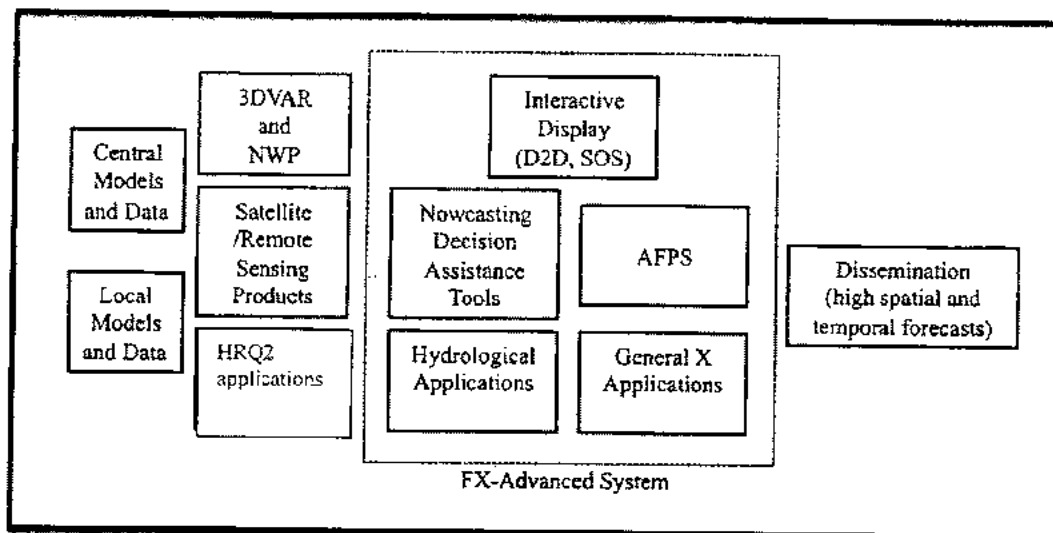 Central
Models
and Data
Local
Models
and Data
3DVAR
and
NWP
Satellite
/Remote
Sensing
Products
HRQ2
applications
Interactive
Display
(D2D, SOS)
Nowcasting
Decision
Assistance
Tools
AFPS
Hydrological
Applications
General X
Applications
FX-Advanced System
Dissemination
(high spatial and
temporal forecasts)